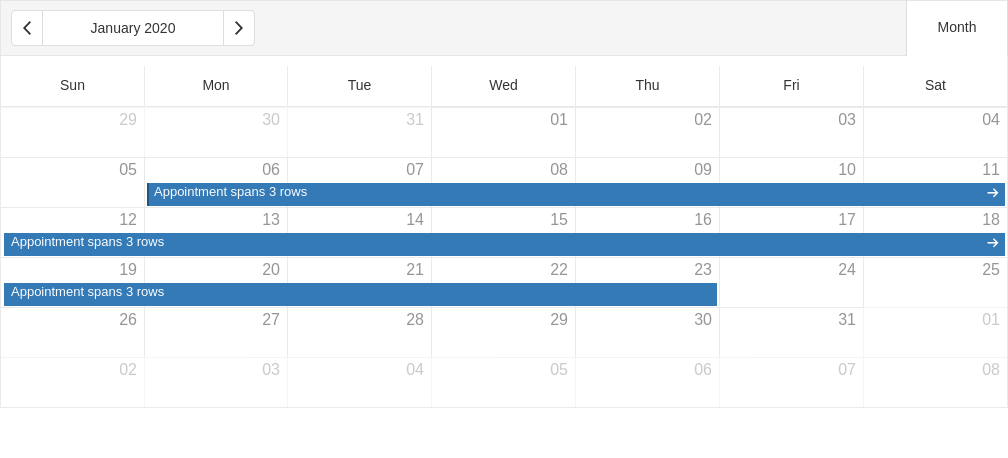 January 2020 Month
Sun Mon Tue Wed Thu Fri Sat
29 30 31 01 02 03 04
05 06 07 08 09 10 11
Appointment spans 3 rows
12 13 14 15 16 17 18
Appointment spans 3 rows
19 20 21 22 23 24 25
Appointment spans 3 rows
26 27 28 29 30 31 01
02 03 04 05 06 07 08